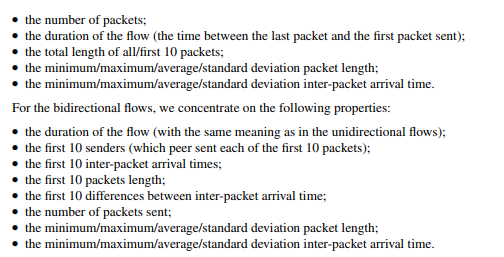 • the number of packets;
• the duration of the flow (the time between the last packet and the first packet sent);
• the total length of all/first 10 packets;
• the minimum/maximum/average/standard deviation packet length;
• the minimum/maximum/average/standard deviation inter-packet arrival time.
For the bidirectional flows, we concentrate on the following properties:
• the duration of the flow (with the same meaning as in the unidirectional flows);
• the first 10 senders (which peer sent each of the first 10 packets);
• the first 10 inter-packet arrival times;
• the first 10 packets length;
• the first 10 differences between inter-packet arrival time;
• the number of packets sent;
• the minimum/maximum/average/standard deviation packet length;
• the minimum/maximum/average/standard deviation inter-packet arrival time.